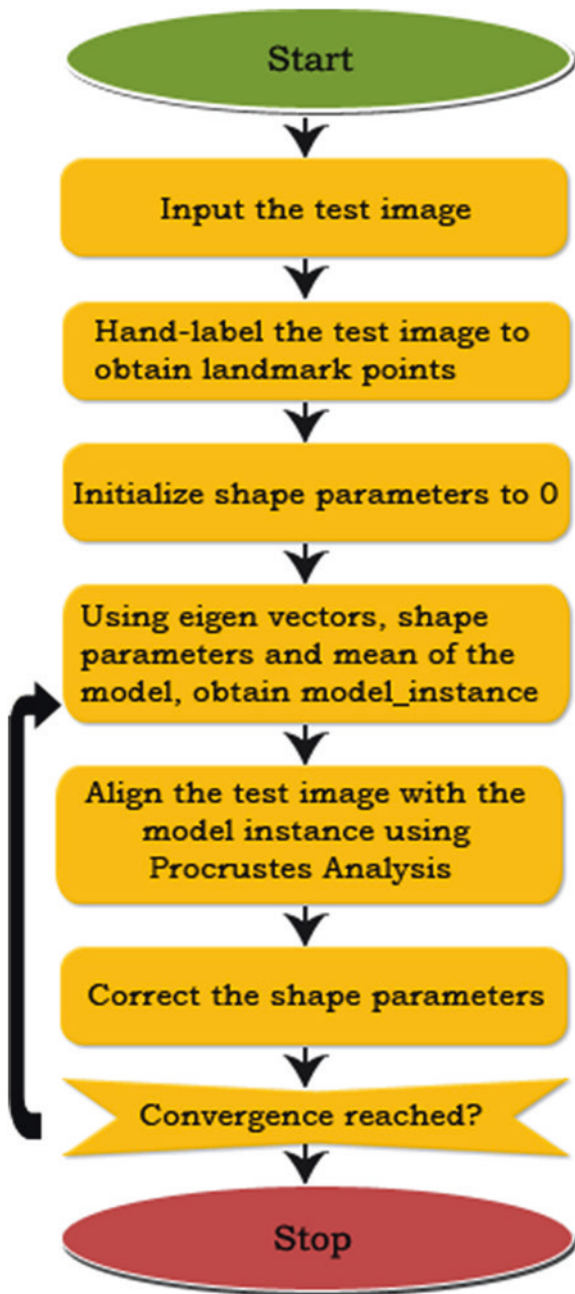 Start
Input the test image
Hand-label the test image to
obtain landmark points
Initialize shape parameters to 0
Using eigen vectors, shape
parameters and mean of the
model, obtain model_instance
Align the test image with the
model instance using
Procrustes Analysis
Correct the shape parameters
Convergence reached?
Stop